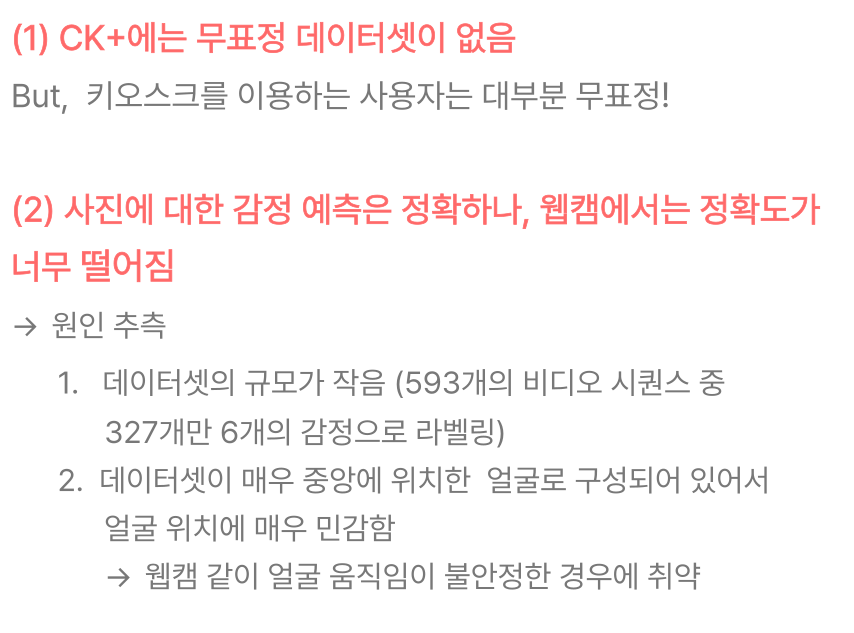 (1) CK+에는 무표정 데이터셋이 없음
But, 키오스크를 이용하는 사용자는 대부분 무표정!
(2) 사진에 대한 감정 예측은 정확하나, 웹캠에서는 정확도가
너무 떨어짐
→ 원인 추측
1. 데이터셋의 규모가 작음 (593개의 비디오 시퀀스 중
327개만 6개의 감정으로 라벨링)
2. 데이터셋이 매우 중앙에 위치한 얼굴로 구성되어 있어서
얼굴 위치에 매우 민감함
→ 웹캠 같이 얼굴 움직임이 불안정한 경우에 취약